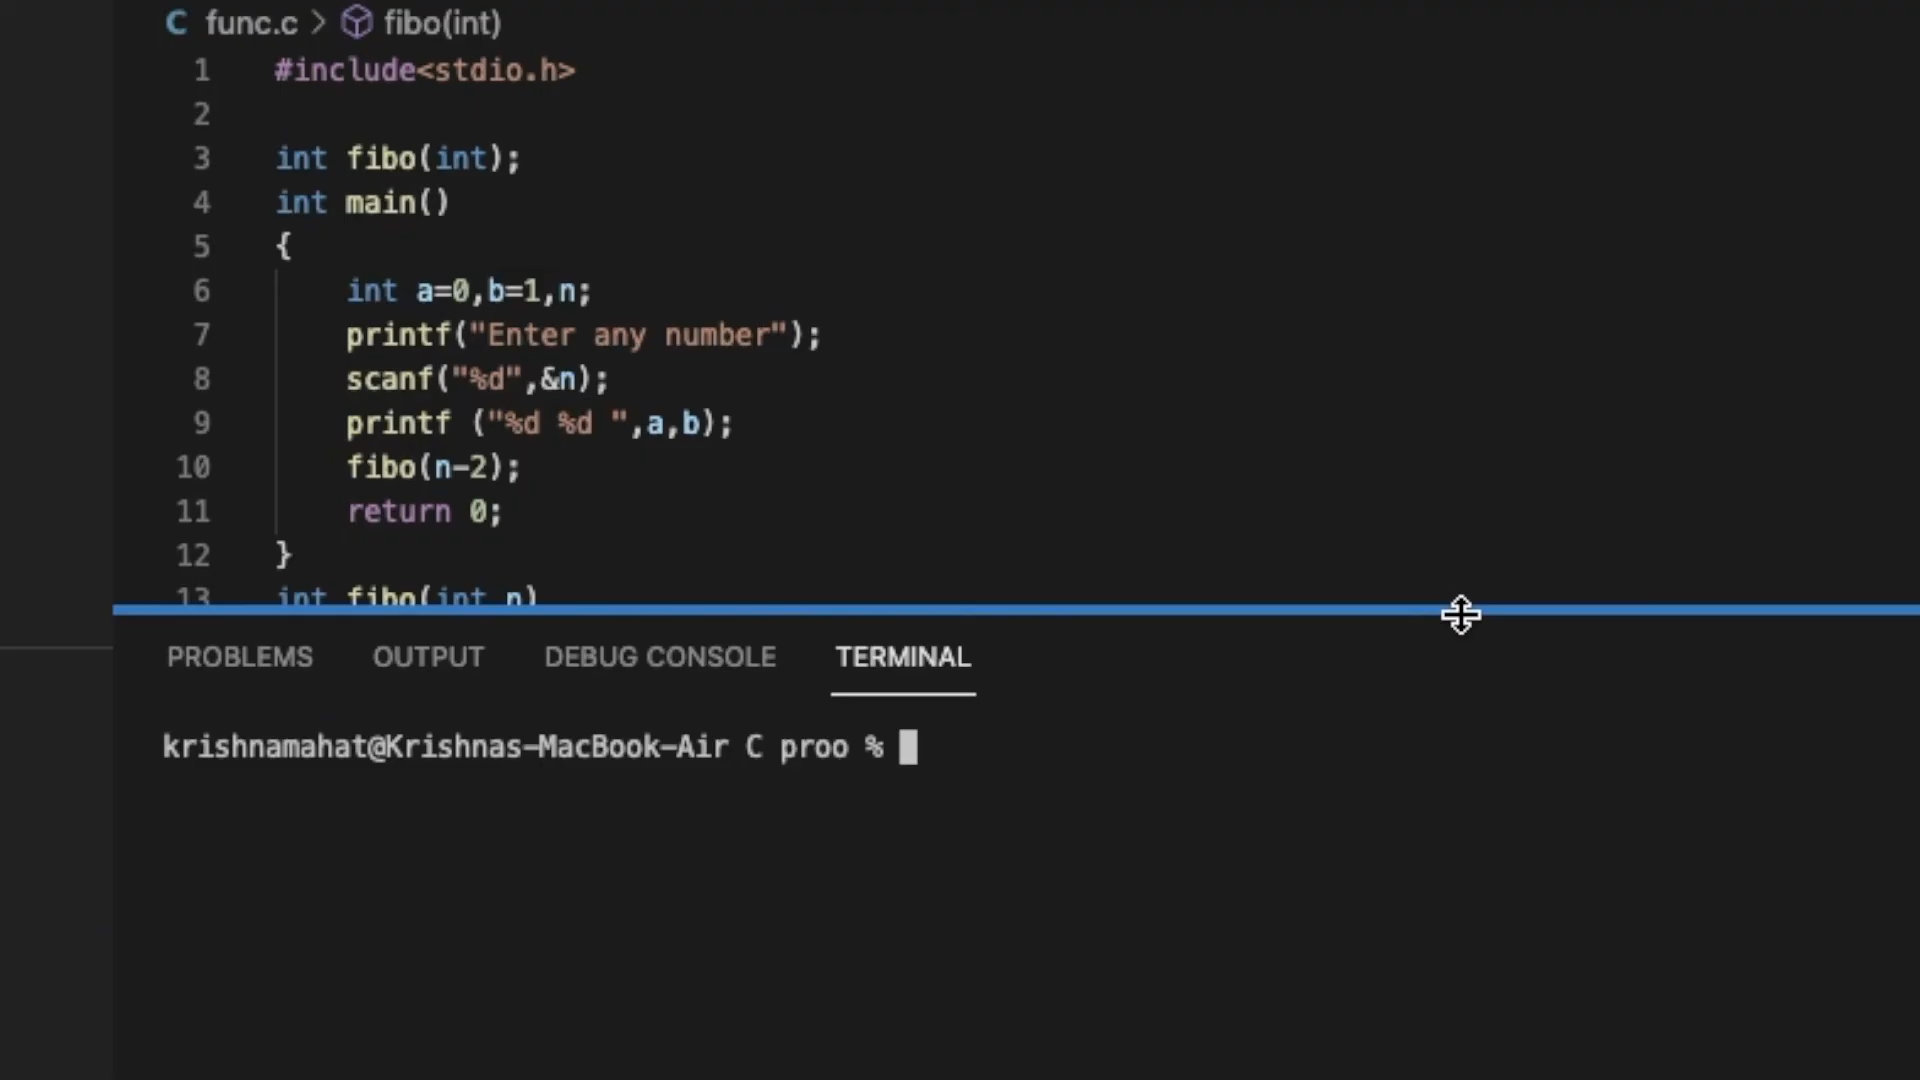 C func.c > fibo(int)
1 #include<stdio.h>
2
3 int fibo(int);
4 int main()
5 {
6 int a=0,b=1,n;
7 printf("Enter any number");
8 scanf("%d",&n);
9 printf ("%d %d ",a,b);
10 fibo(n-2);
11 return 0;
12 }
13 int fibo(int n)
PROBLEMS OUTPUT DEBUG CONSOLE TERMINAL
krishnamahat@Krishnas-MacBook-Air C proo %